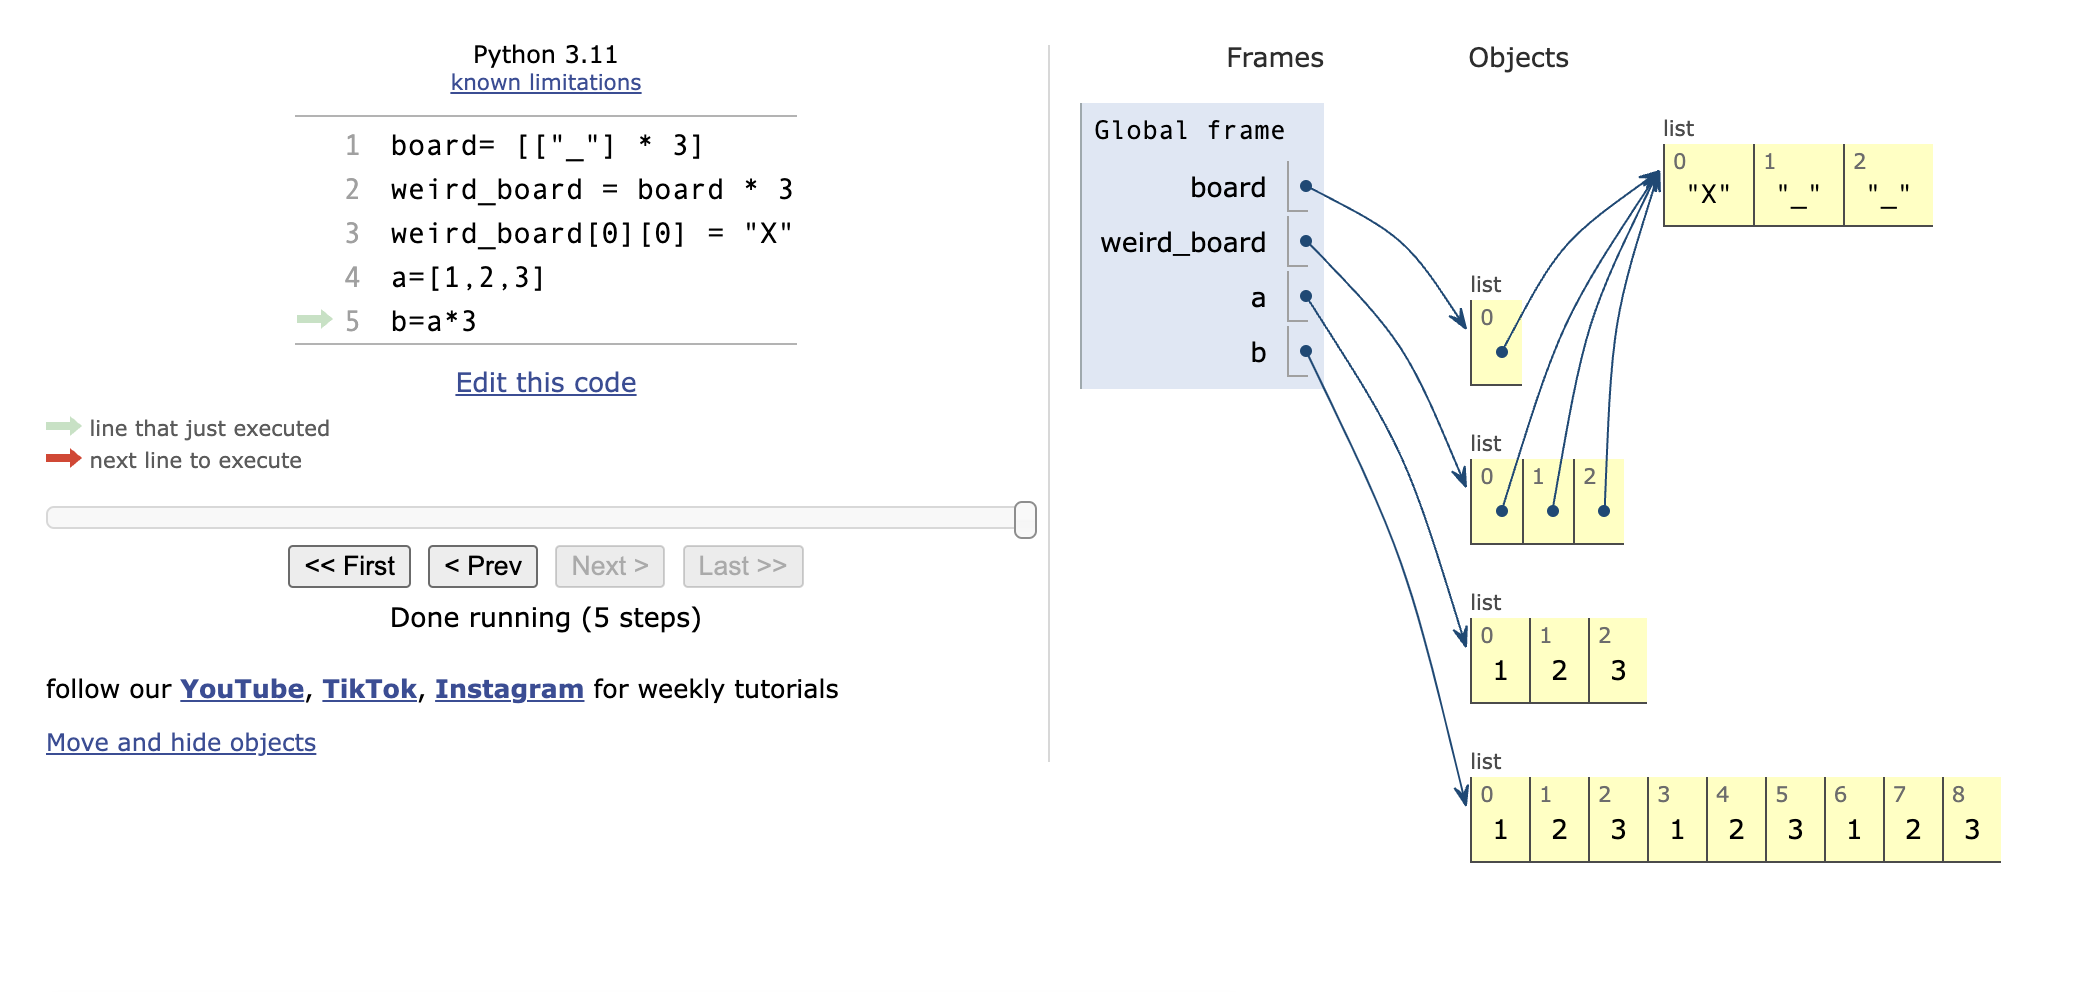 Python 3.11
known limitations
1 board= [["_"] * 3]
2 weird_board = board * 3
3 weird_board[0][0] = "X"
4 a=[1,2,3]
5 b=a*3
Edit this code
line that just executed
next line to execute
<< First < Prev Next > Last >>
Done running (5 steps)
follow our YouTube, TikTok, Instagram for weekly tutorials
Move and hide objects
Frames Objects
Global frame
board
weird_board
a
b
list
0 1 2
"X" "_" "_"
list
0
list
0 1 2
list
0 1 2
1 2 3
list
0 1 2 3 4 5 6 7 8
1 2 3 1 2 3 1 2 3